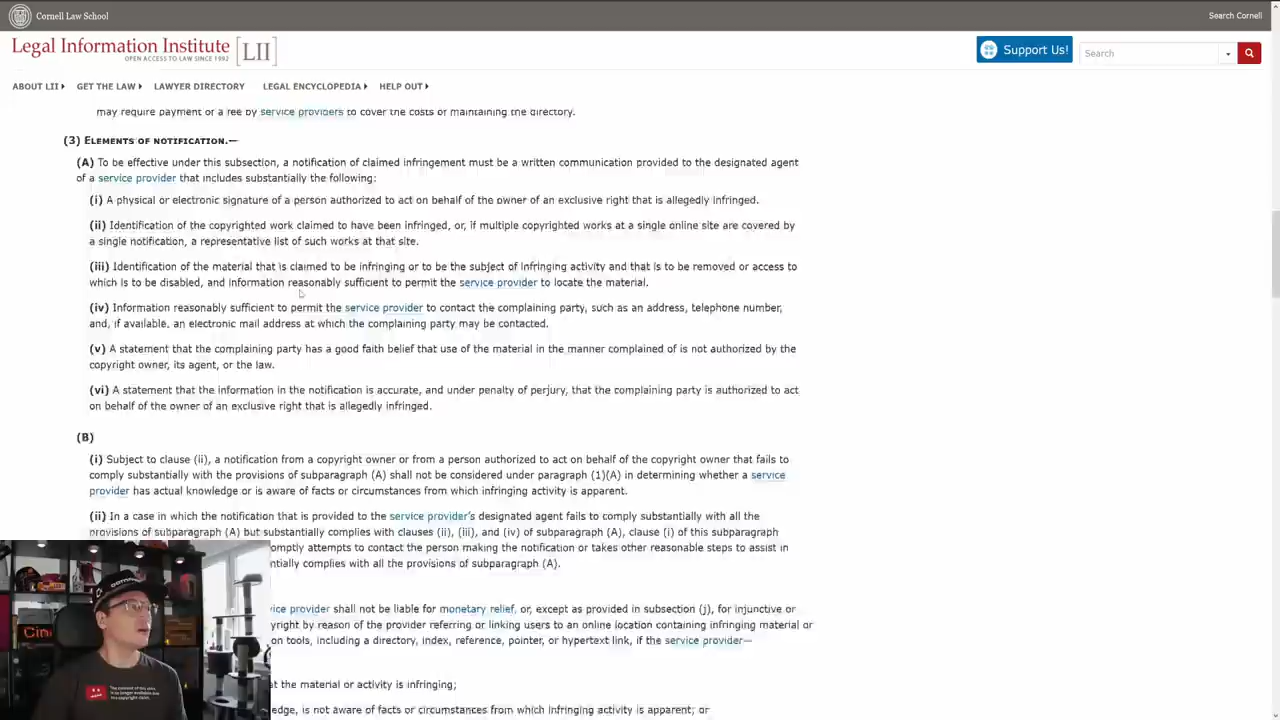 Cornell Law School
Search Cornell
Legal Information Institute [LII]
OPEN ACCESS TO LAW SINCE 1992
Support Us!
Search
ABOUT LII
GET THE LAW
LAWYER DIRECTORY
LEGAL ENCYCLOPEDIA
HELP OUT
may require payment of a fee by service providers to cover the costs of maintaining the directory.
(3) ELEMENTS OF NOTIFICATION.—
(A) To be effective under this subsection, a notification of claimed infringement must be a written communication provided to the designated agent
of a service provider that includes substantially the following:
(i) A physical or electronic signature of a person authorized to act on behalf of the owner of an exclusive right that is allegedly infringed.
(ii) Identification of the copyrighted work claimed to have been infringed, or, if multiple copyrighted works at a single online site are covered by
a single notification, a representative list of such works at that site.
(iii) Identification of the material that is claimed to be infringing or to be the subject of infringing activity and that is to be removed or access to
which is to be disabled, and information reasonably sufficient to permit the service provider to locate the material.
(iv) Information reasonably sufficient to permit the service provider to contact the complaining party, such as an address, telephone number,
and, if available, an electronic mail address at which the complaining party may be contacted.
(v) A statement that the complaining party has a good faith belief that use of the material in the manner complained of is not authorized by the
copyright owner, its agent, or the law.
(vi) A statement that the information in the notification is accurate, and under penalty of perjury, that the complaining party is authorized to act
on behalf of the owner of an exclusive right that is allegedly infringed.
(B)
(i) Subject to clause (ii), a notification from a copyright owner or from a person authorized to act on behalf of the copyright owner that fails to
comply substantially with the provisions of subparagraph (A) shall not be considered under paragraph (1)(A) in determining whether a service
provider has actual knowledge or is aware of facts or circumstances from which infringing activity is apparent.
(ii) In a case in which the notification that is provided to the service provider's designated agent fails to comply substantially with all the
provisions of subparagraph (A) but substantially complies with clauses (ii), (iii), and (iv) of subparagraph (A), clause (i) of this subparagraph
omptly attempts to contact the person making the notification or takes other reasonable steps to assist in
ntially complies with all the provisions of subparagraph (A).
vice provider shall not be liable for monetary relief, or, except as provided in subsection (j), for injunctive or
yright by reason of the provider referring or linking users to an online location containing infringing material or
on tools, including a directory, index, reference, pointer, or hypertext link, if the service provider—
at the material or activity is infringing;
edge, is not aware of facts or circumstances from which infringing activity is apparent; or